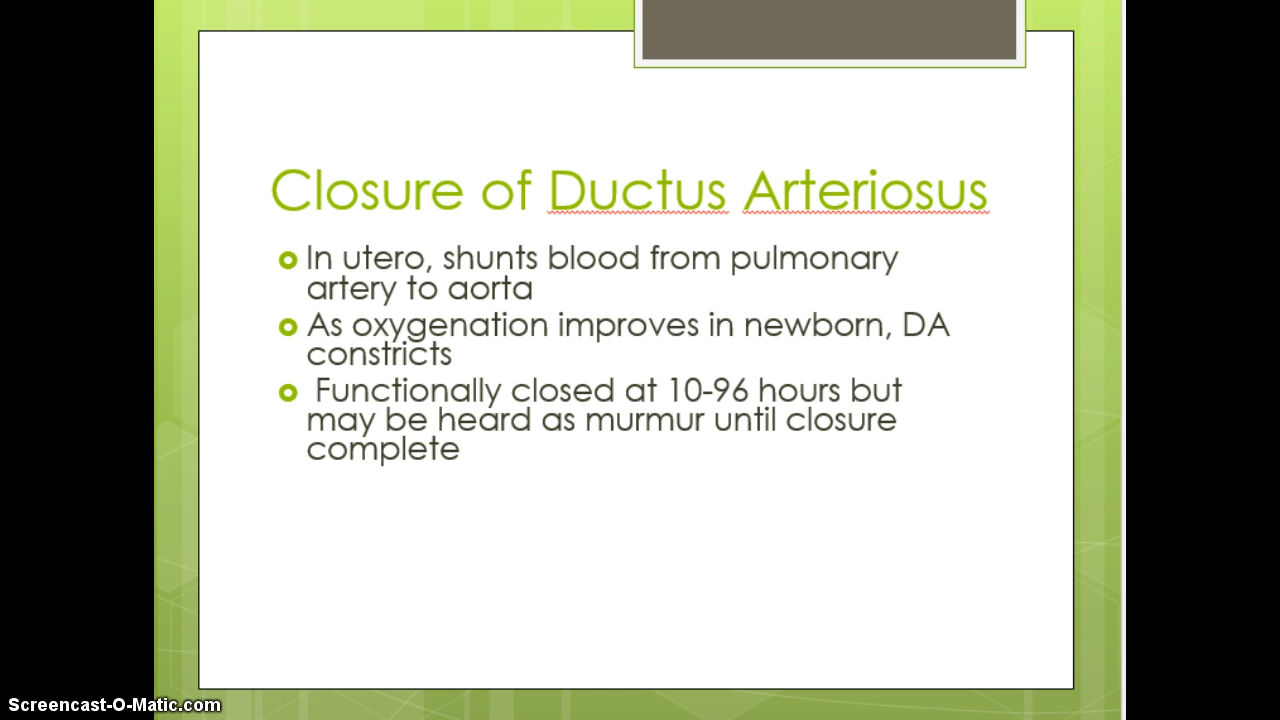 Closure of Ductus Arteriosus
In utero, shunts blood from pulmonary
artery to aorta
As oxygenation improves in newborn, DA
constricts
Functionally closed at 10-96 hours but
may be heard as murmur until closure
complete
Screencast-O-Matic.com